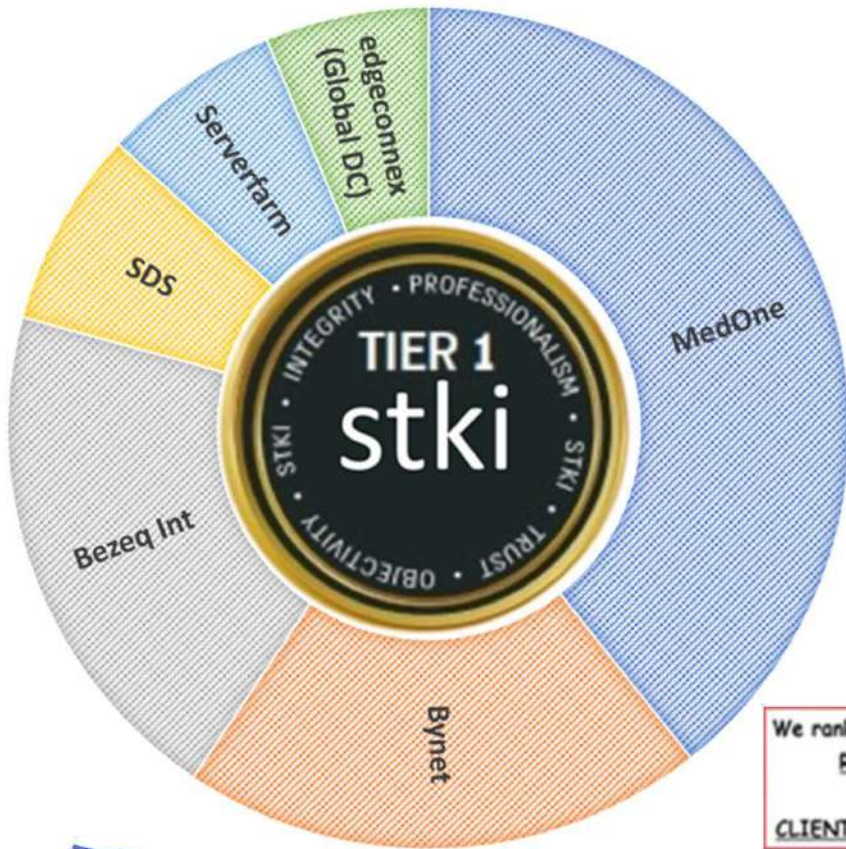 edgeconnex
(Global DC)
Serverfarm
MedOne
SDS
INTEGRITY • PROFESSIONALISM • STKI • TRUST • OBJECTIVITY • STKI •
TIER 1
stki
Bezeq Int
Bynet
We rank
CLIENT